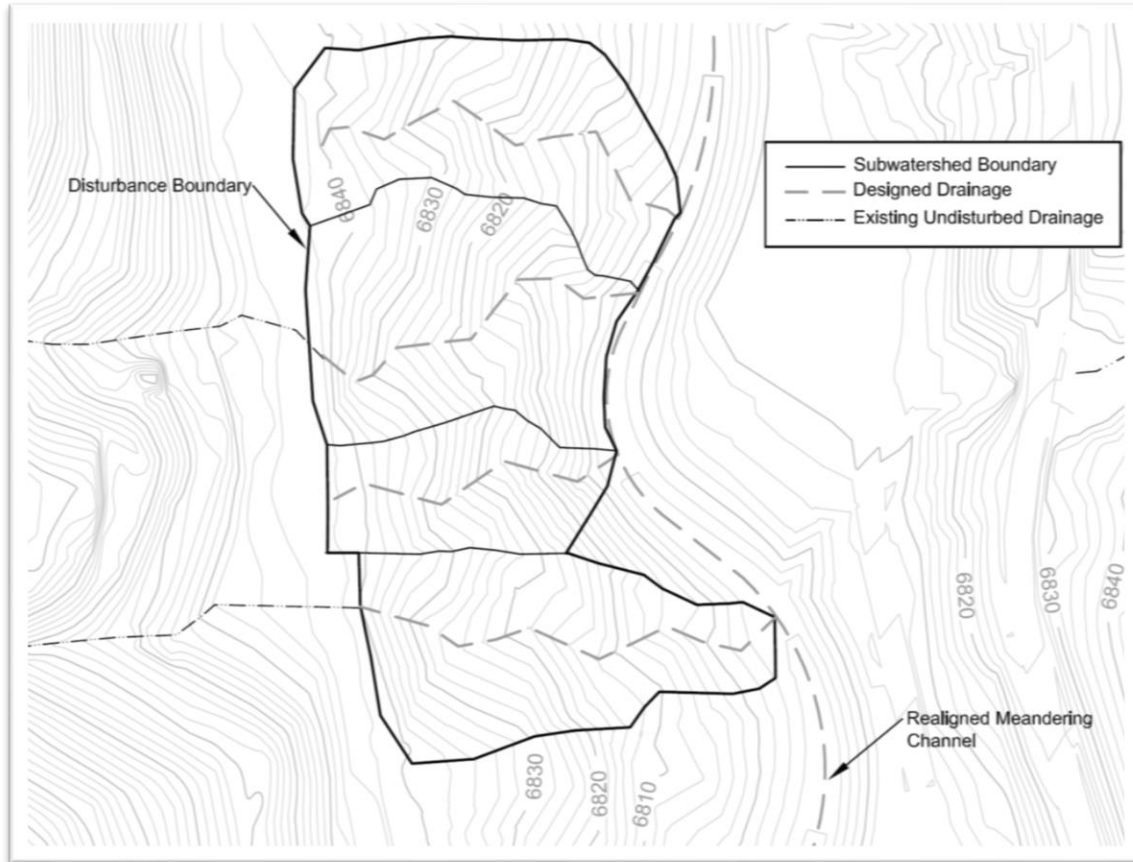 Subwatershed Boundary
Designed Drainage
Existing Undisturbed Drainage
Disturbance Boundary
6840
6830
6820
6820
6830
6840
Realigned Meandering
Channel
6830
6820
6810